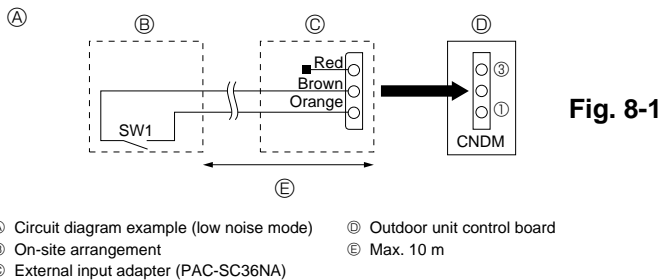 Ⓐ
Ⓑ
Ⓒ
Ⓓ
Red
Brown
Orange
SW1
③
①
CNDM
Ⓔ
Fig. 8-1
Ⓐ Circuit diagram example (low noise mode)
Ⓑ On-site arrangement
Ⓒ External input adapter (PAC-SC36NA)
Ⓓ Outdoor unit control board
Ⓔ Max. 10 m